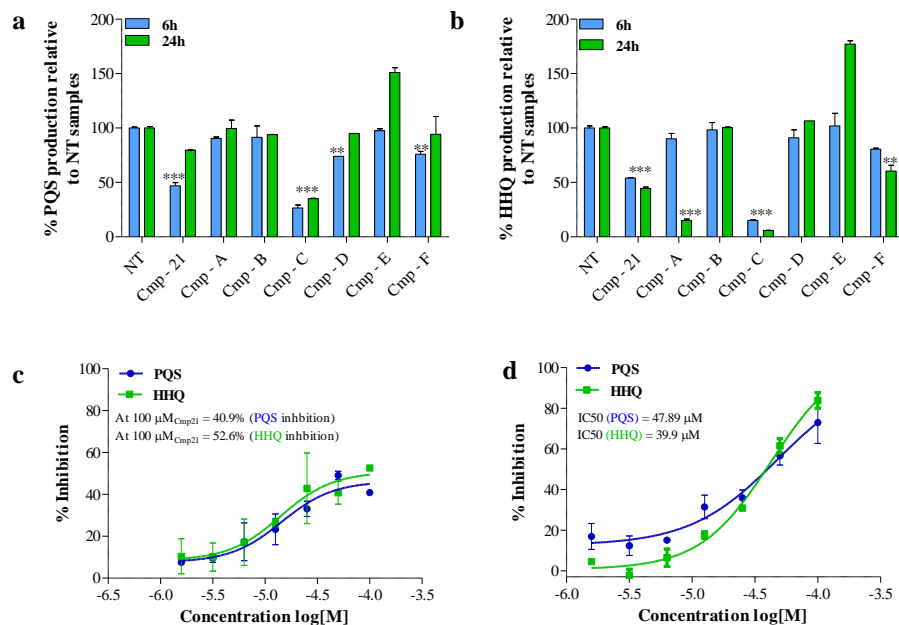 a
6h
24h
% PQS production relative
to NT samples
200
150
100
50
0
***
***
**
**
NT
Cmp - 21
Cmp - A
Cmp - B
Cmp - C
Cmp - D
Cmp - E
Cmp - F
b
6h
24h
% HHQ production relative
to NT samples
200
150
100
50
0
***
***
***
**
NT
Cmp - 21
Cmp - A
Cmp - B
Cmp - C
Cmp - D
Cmp - E
Cmp - F
c
PQS
HHQ
At 100 μM Cmp21 = 40.9% (PQS inhbition)
At 100 μM Cmp21 = 52.6% (HHQ inhbition)
% Inhibition
100
80
60
40
20
0
-6.5
-6.0
-5.5
-5.0
-4.5
-4.0
-3.5
Concentration log[M]
d
PQS
HHQ
IC50 (PQS) = 47.89 μM
IC50 (HHQ) = 39.9 μM
% Inhibition
100
80
60
40
20
0
-6.0
-5.5
-5.0
-4.5
-4.0
-3.5
Concentration log[M]